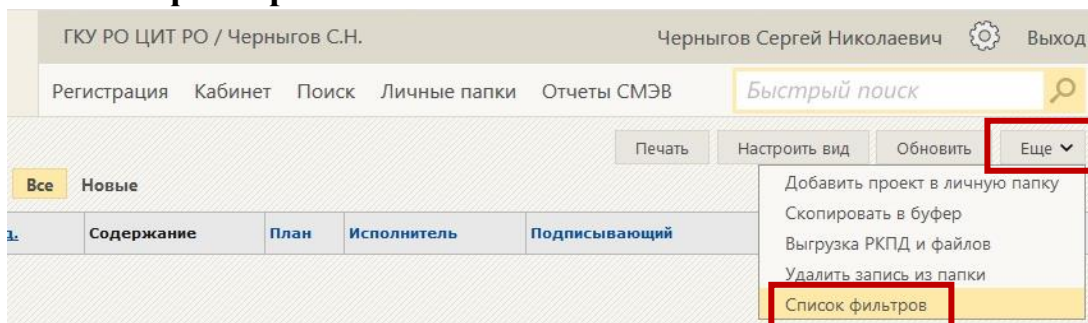 ГКУ РО ЦИТ РО / Черныгов С.Н. Черныгов Сергей Николаевич Выход
Регистрация Кабинет Поиск Личные папки Отчеты СМЭВ Быстрый поиск
Печать Настроить вид Обновить Еще
Все Новые
Добавить проект в личную папку
Скопировать в буфер
Содержание План Исполнитель Подписывающий
Выгрузка РКПД и файлов
Удалить запись из папки
Список фильтров